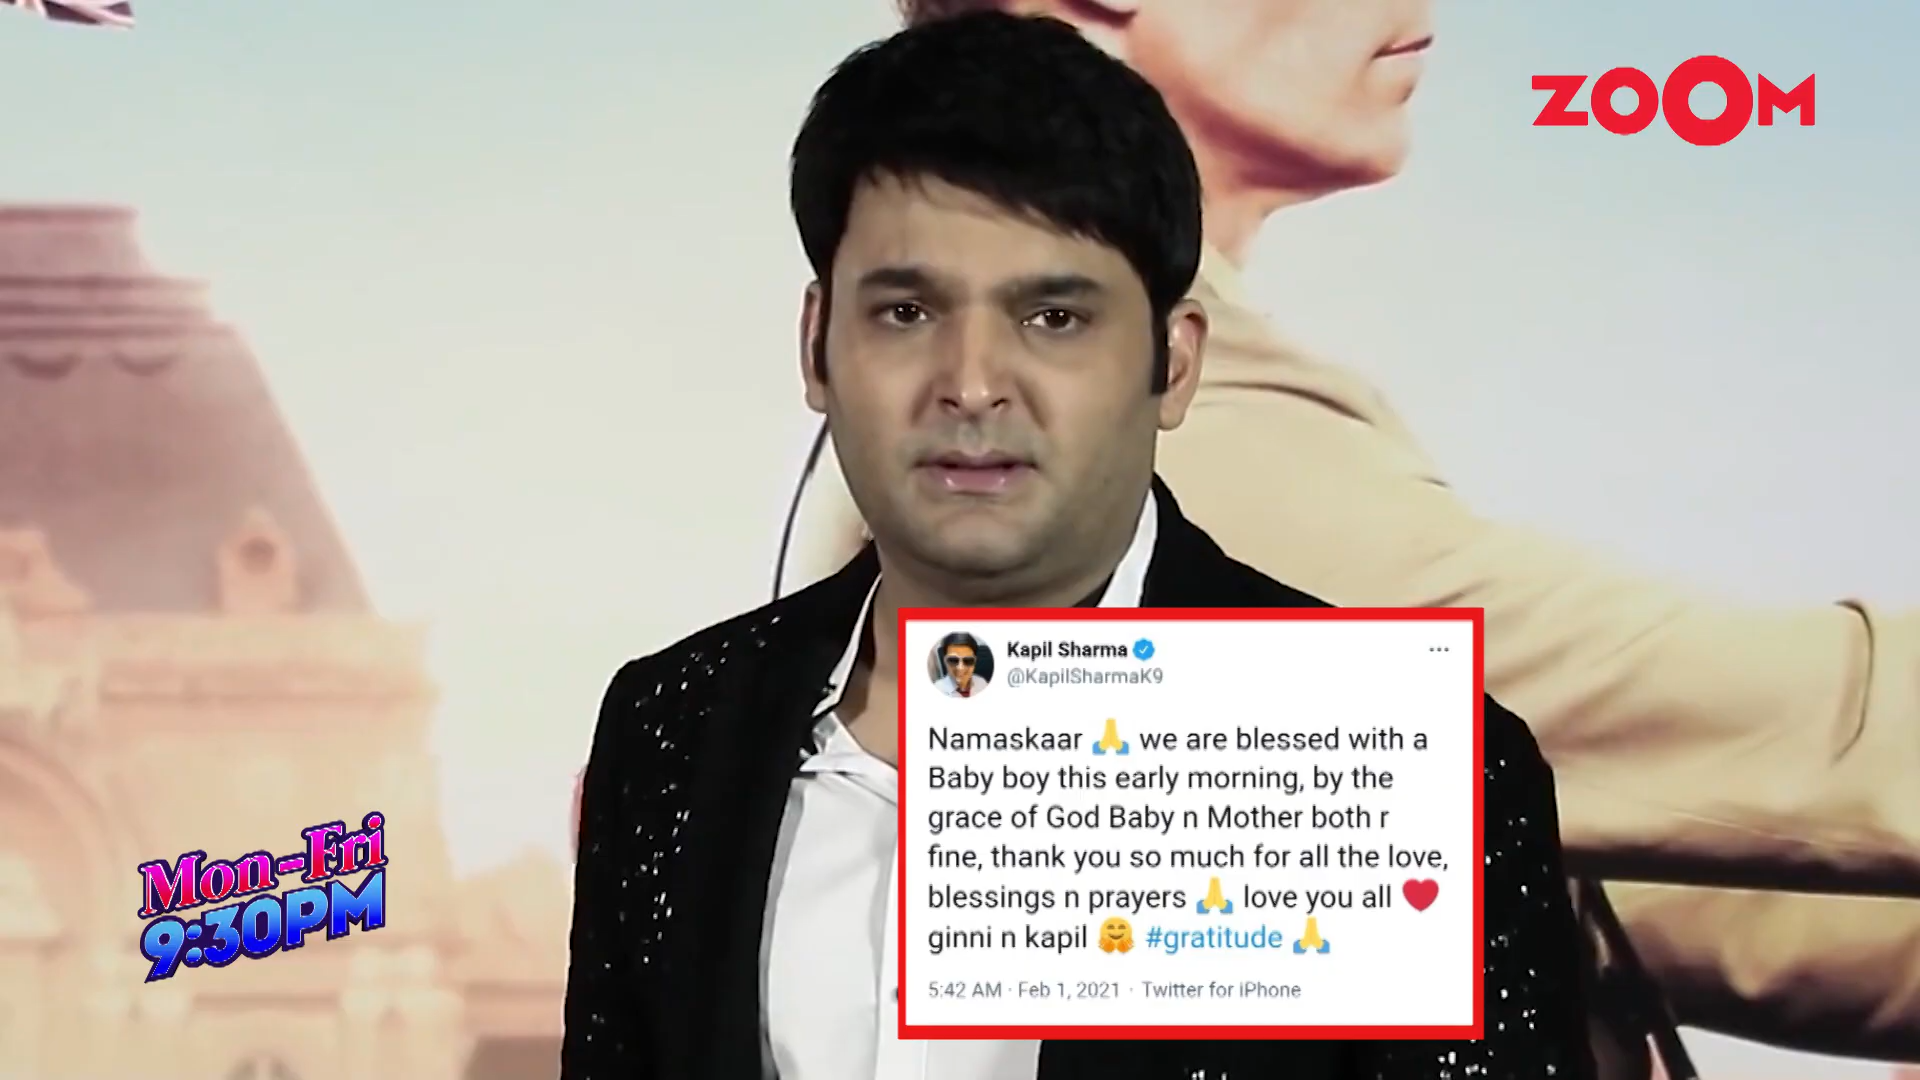 ZOOM
Kapil Sharma
@KapilSharmaK9
Namaskaar 🙏 we are blessed with a
Baby boy this early morning, by the
grace of God Baby n Mother both r
fine, thank you so much for all the love,
blessings n prayers 🙏 love you all ❤️
ginni n kapil 🤗 #gratitude 🙏
5:42 AM · Feb 1, 2021 · Twitter for iPhone
Mon-Fri
9:30PM